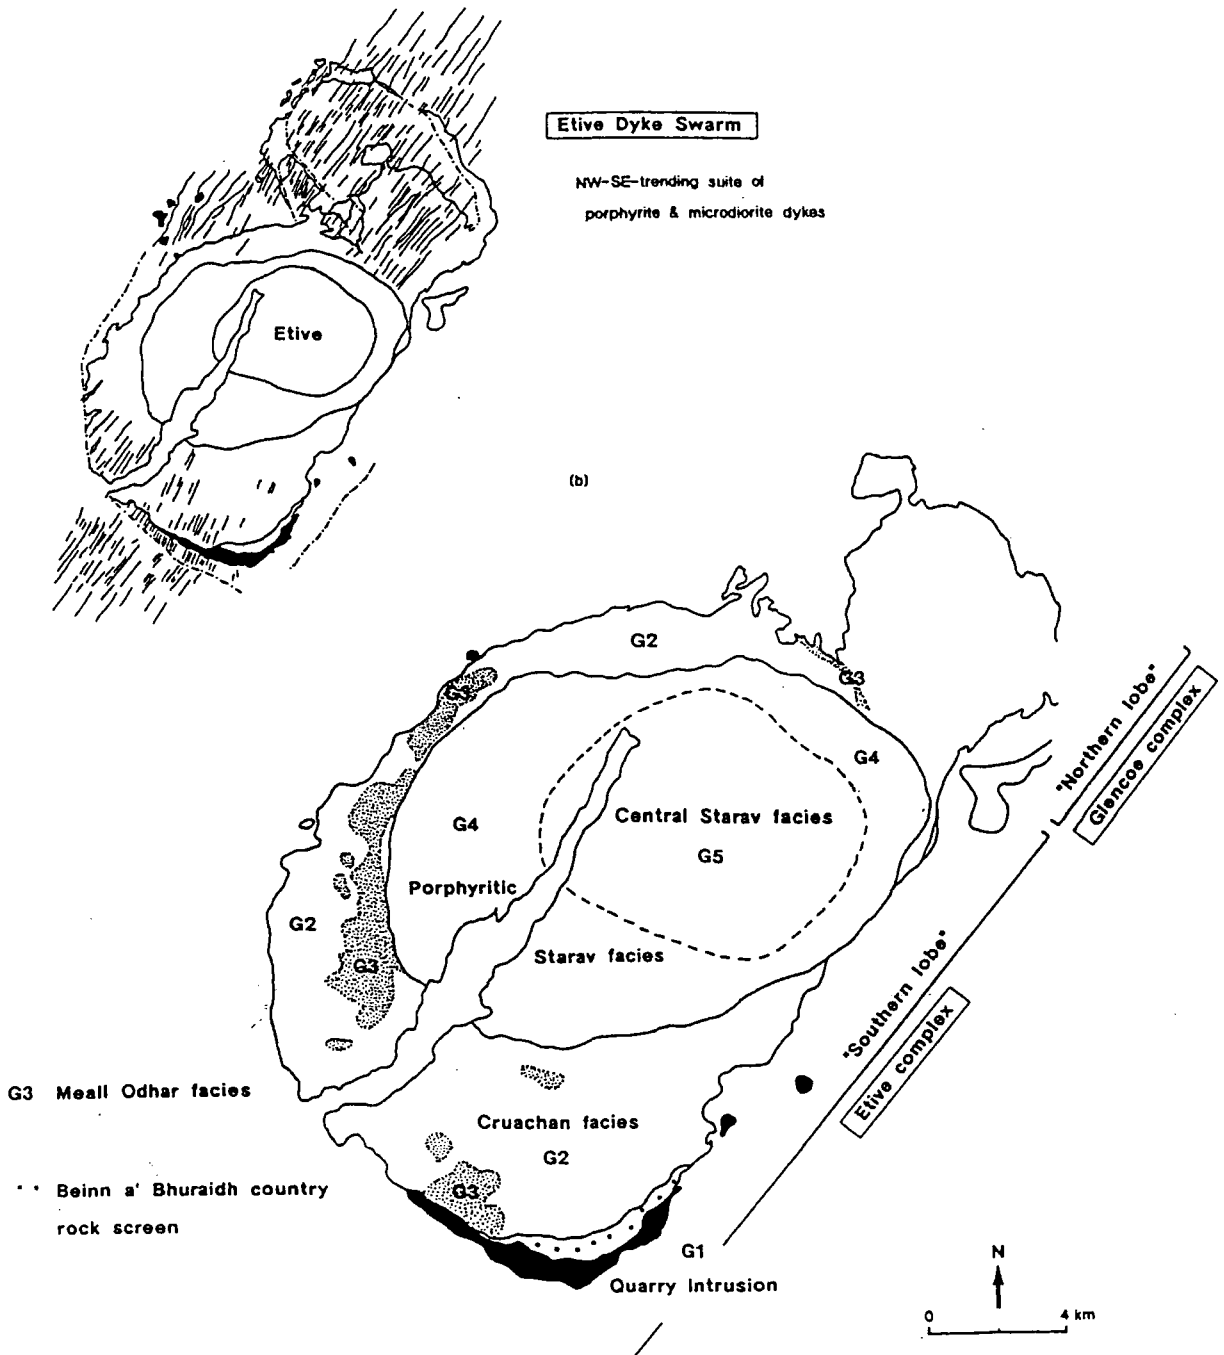 Etive Dyke Swarm
NW-SE-trending suite of
porphyrite & microdiorite dykes
Etive
(b)
G2
G3
G3
G4
"Northern lobe"
Glencoe complex
Central Starav facies
G4
G5
Porphyritic
G2
Starav facies
G3
"Southern lobe"
Etive complex
G3 Meall Odhar facies
Cruachan facies
G2
Beinn a' Bhuraidh country
rock screen
G3
G1
Quarry Intrusion
N
0 4 km